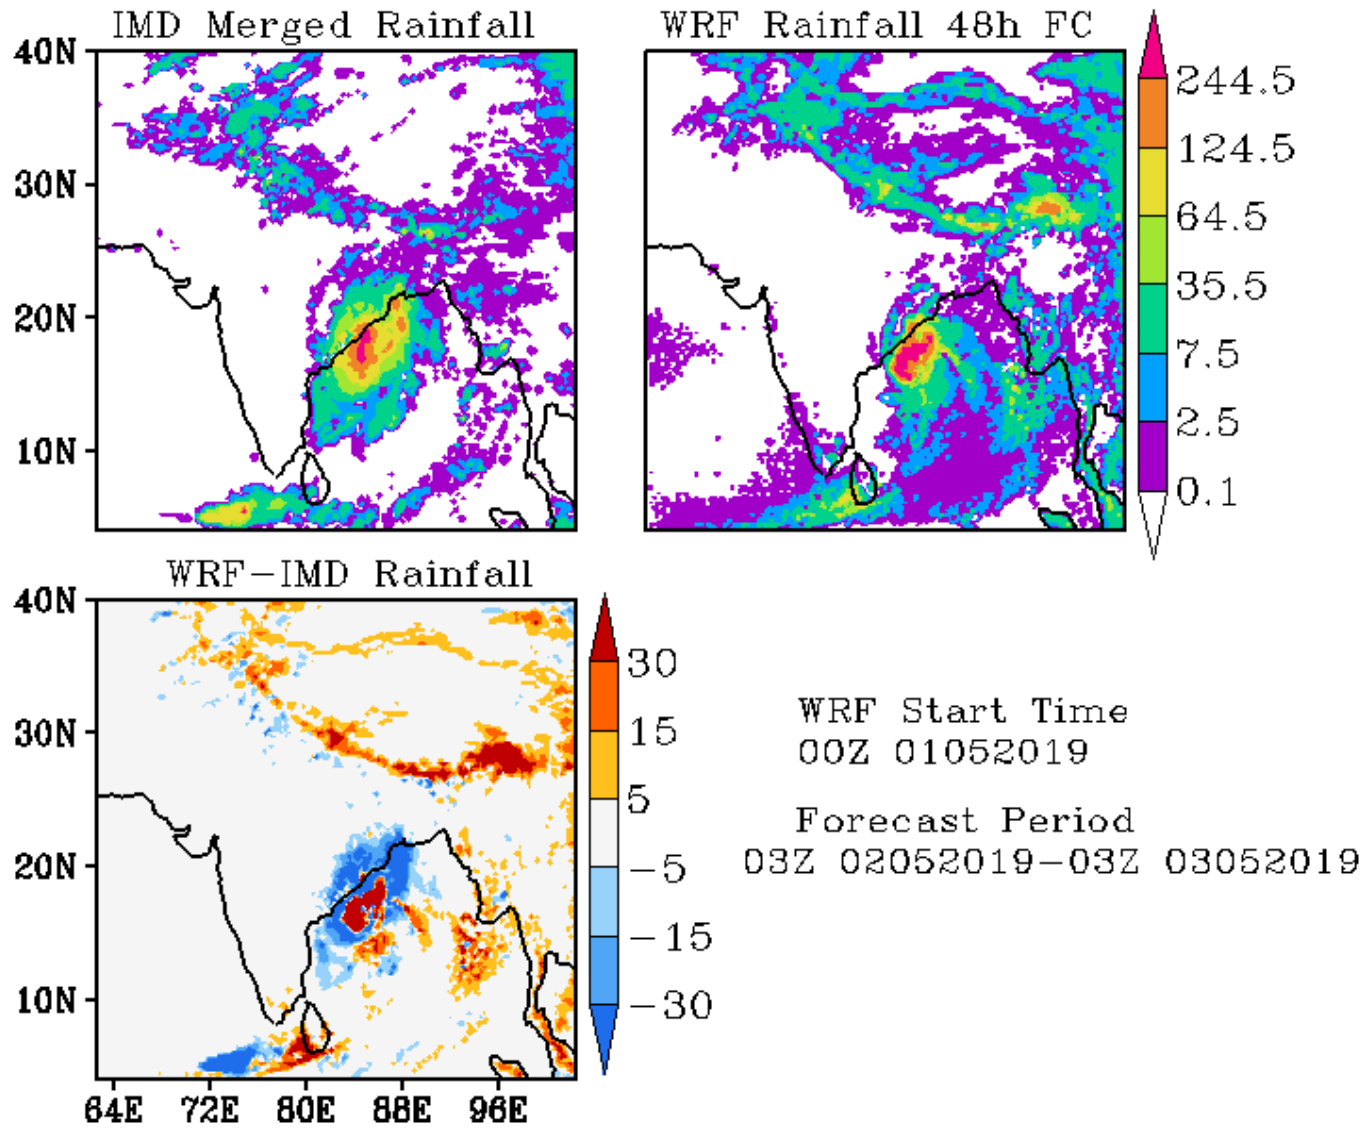 IMD Merged Rainfall
WRF Rainfall 48h FC
40N
30N
20N
10N
244.5
124.5
64.5
35.5
7.5
2.5
0.1
WRF-IMD Rainfall
40N
30N
20N
10N
64E 72E 80E 88E 96E
30
15
5
-5
-15
-30
WRF Start Time
00Z 01052019
Forecast Period
03Z 02052019-03Z 03052019